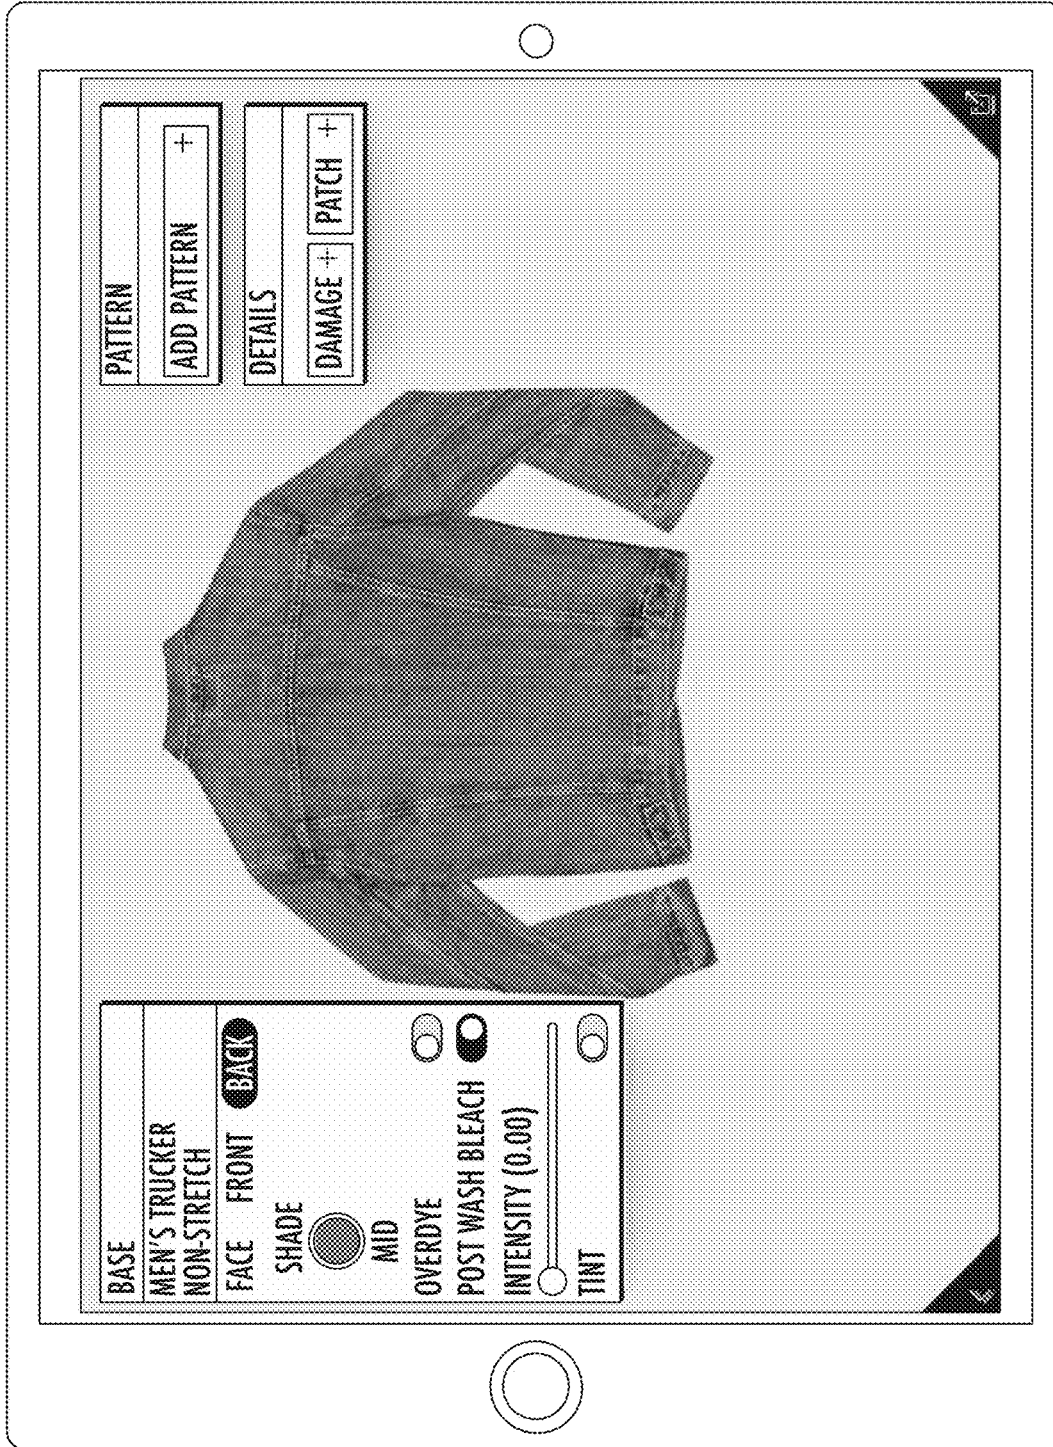 BASE
MEN'S TRUCKER
NON-STRETCH
FACE FRONT BACK
SHADE
MID
OVERDYE
POST WASH BLEACH
INTENSITY (0.00)
TINT
PATTERN
ADD PATTERN +
DETAILS
DAMAGE + PATCH +